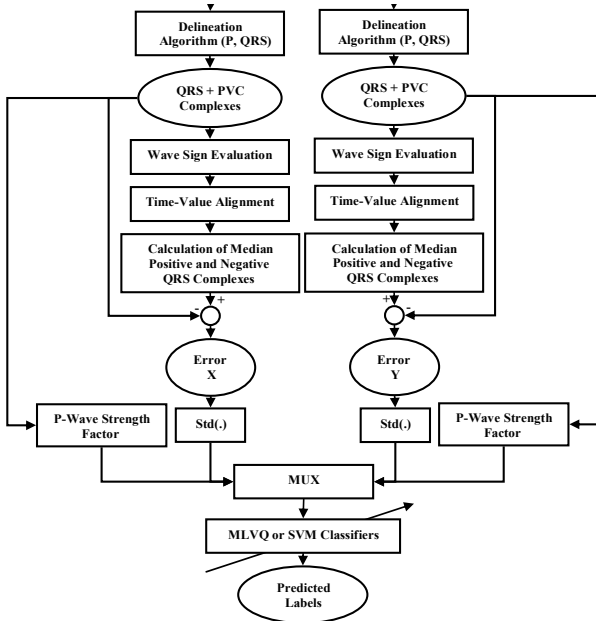 Delineation
Algorithm (P, QRS)
Delineation
Algorithm (P, QRS)
QRS + PVC
Complexes
QRS + PVC
Complexes
Wave Sign Evaluation
Wave Sign Evaluation
Time-Value Alignment
Time-Value Alignment
Calculation of Median
Positive and Negative
QRS Complexes
Calculation of Median
Positive and Negative
QRS Complexes
+
-
+
-
Error
X
Error
Y
P-Wave Strength
Factor
Std(.)
Std(.)
P-Wave Strength
Factor
MUX
MLVQ or SVM Classifiers
Predicted
Labels